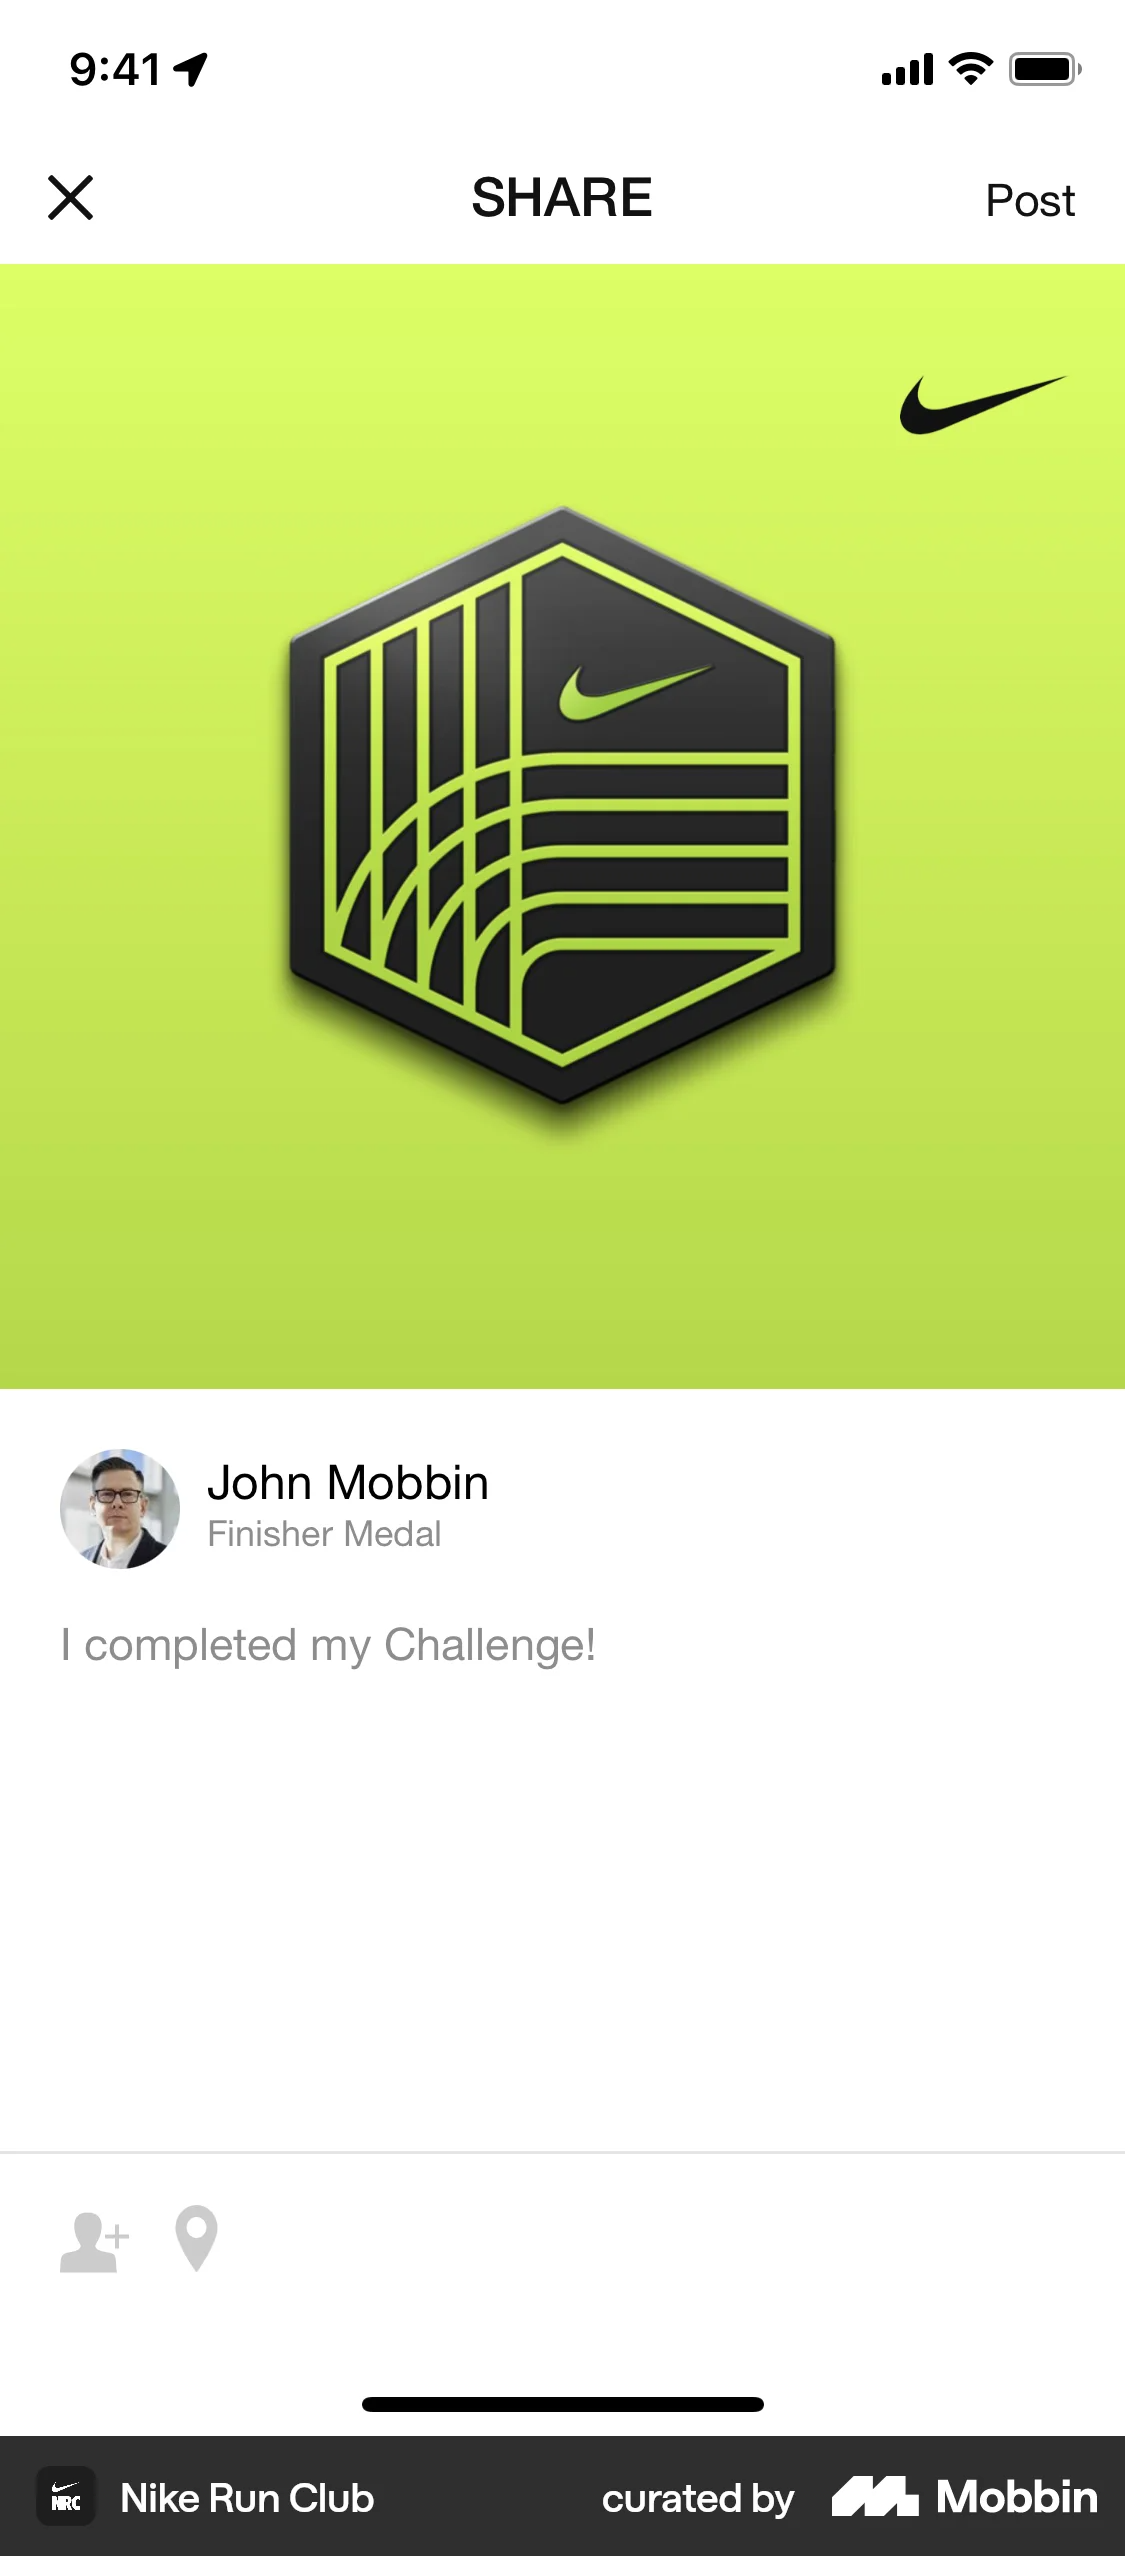 9:41
SHARE
Post
John Mobbin
Finisher Medal
I completed my Challenge!
NRC
Nike Run Club
curated by
Mobbin